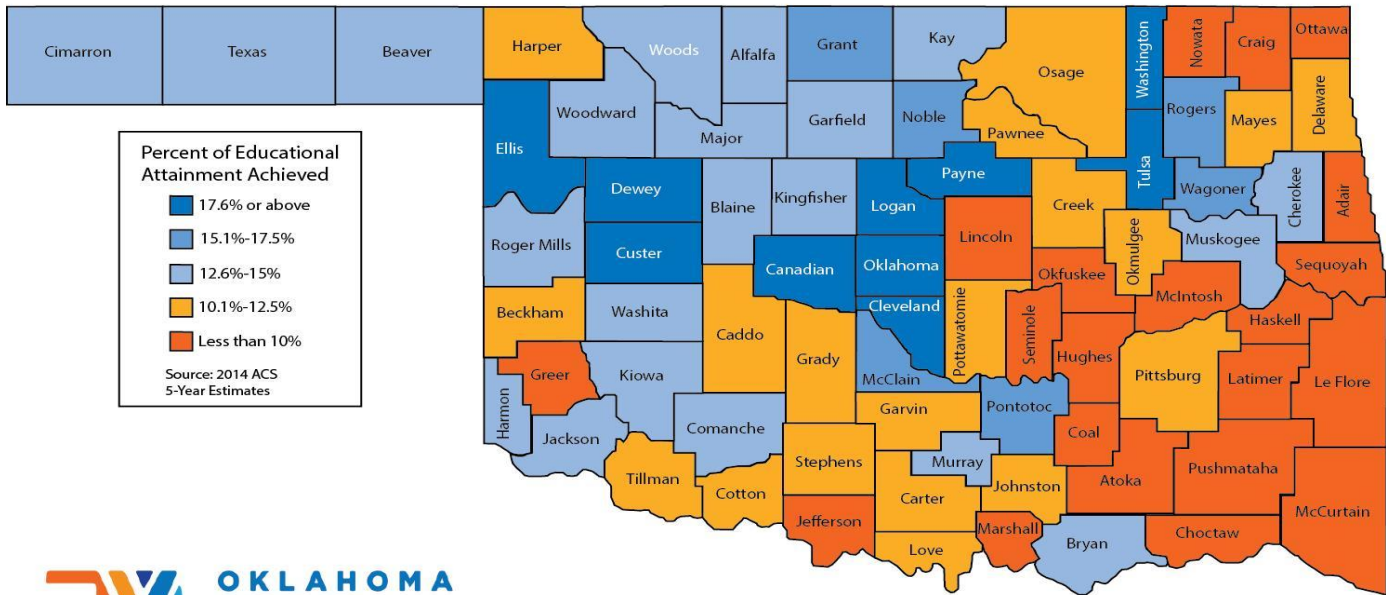 Cimarron
Texas
Beaver
Harper
Woods
Alfalfa
Grant
Kay
Osage
Washington
Nowata
Craig
Ottawa
Woodward
Major
Garfield
Noble
Pawnee
Rogers
Mayes
Delaware
Ellis
Dewey
Blaine
Kingfisher
Logan
Payne
Creek
Tulsa
Wagoner
Cherokee
Adair
Percent of Educational
Attainment Achieved
17.6% or above
15.1%-17.5%
12.6%-15%
10.1%-12.5%
Less than 10%
Source: 2014 ACS
5-Year Estimates
Roger Mills
Custer
Canadian
Oklahoma
Lincoln
Okfuskee
Okmulgee
Muskogee
Sequoyah
Beckham
Washita
Caddo
Grady
Cleveland
Pottawatomie
Seminole
Hughes
McIntosh
Haskell
Greer
Kiowa
McClain
Pontotoc
Pittsburg
Latimer
Le Flore
Harmon
Jackson
Comanche
Stephens
Garvin
Murray
Coal
Atoka
Pushmataha
McCurtain
Tillman
Cotton
Jefferson
Carter
Johnston
Love
Marshall
Bryan
Choctaw
OKLAHOMA